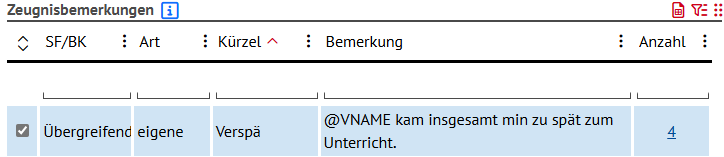 Zeugnisbemerkungen i
SF/BK Art Kürzel Bemerkung Anzahl
Übergreifend eigene Verspä @VNAME kam insgesamt min zu spät zum 4
Unterricht.